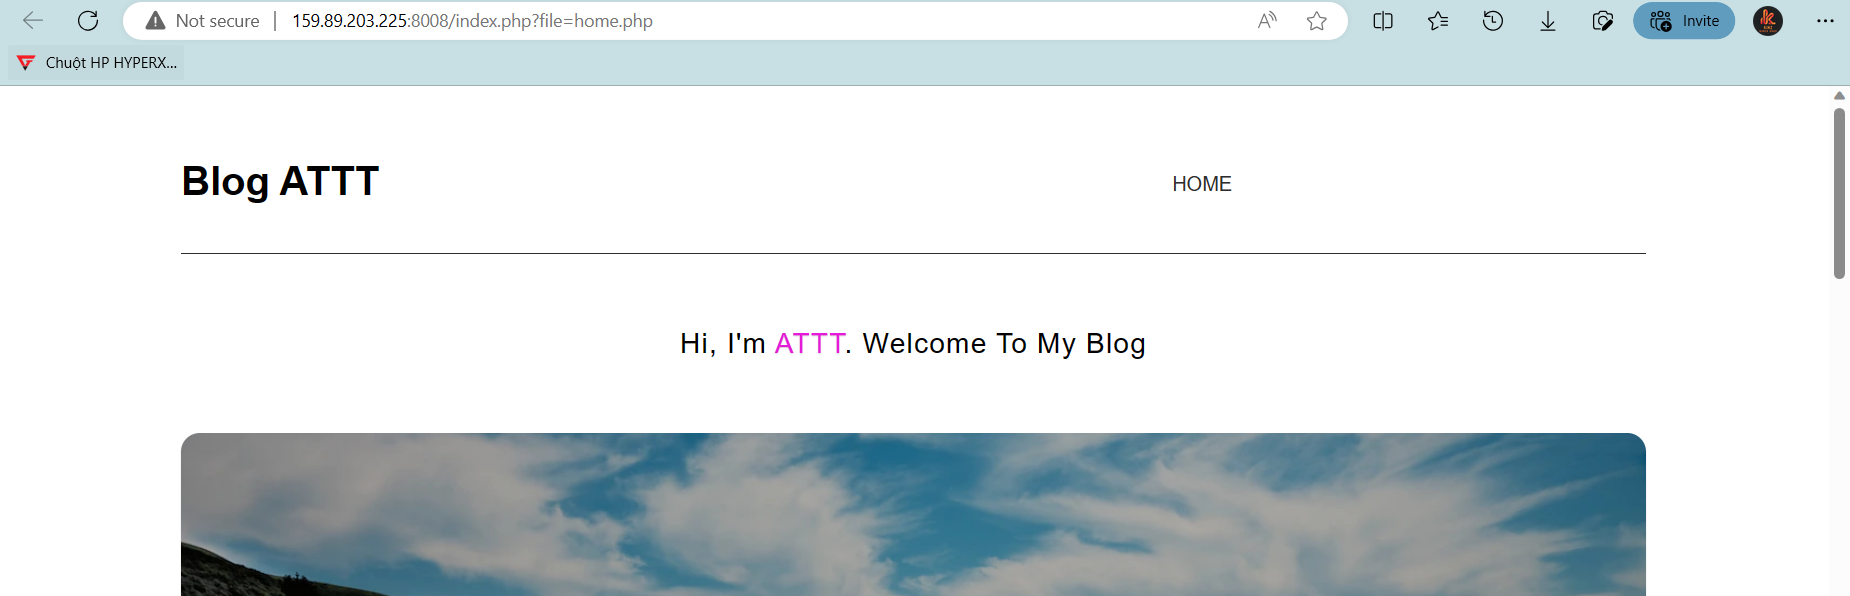 Not secure 159.89.203.225:8008/index.php?file=home.php
Invite
Chuột HP HYPERX...
Blog ATTT
HOME
Hi, I'm ATTT. Welcome To My Blog